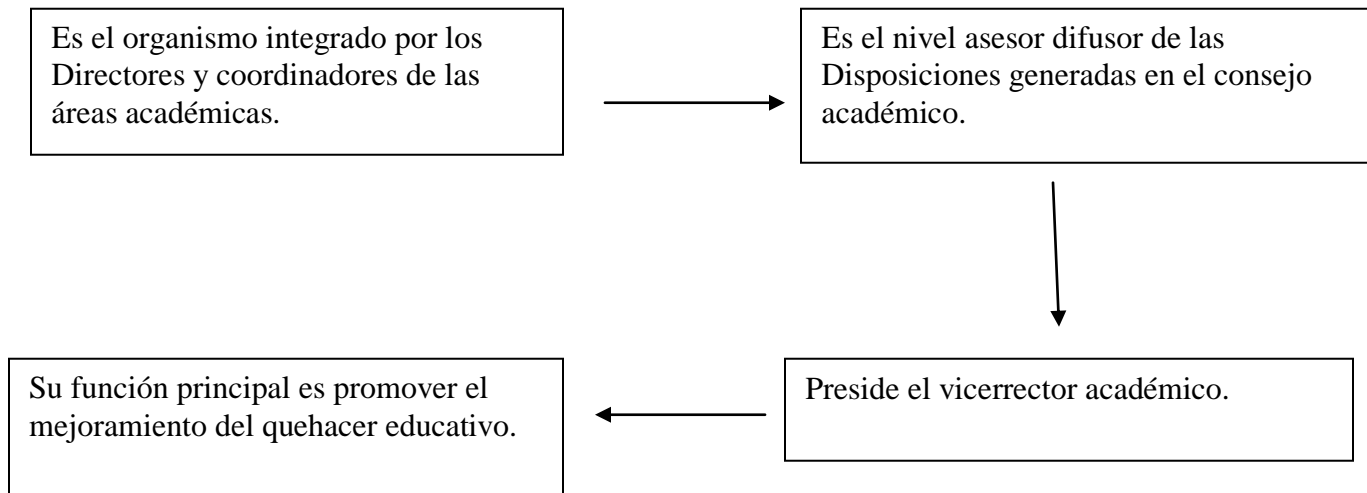 Es el organismo integrado por los
Directores y coordinadores de las
áreas académicas.
Es el nivel asesor difusor de las
Disposiciones generadas en el consejo
académico.
Preside el vicerrector académico.
Su función principal es promover el
mejoramiento del quehacer educativo.